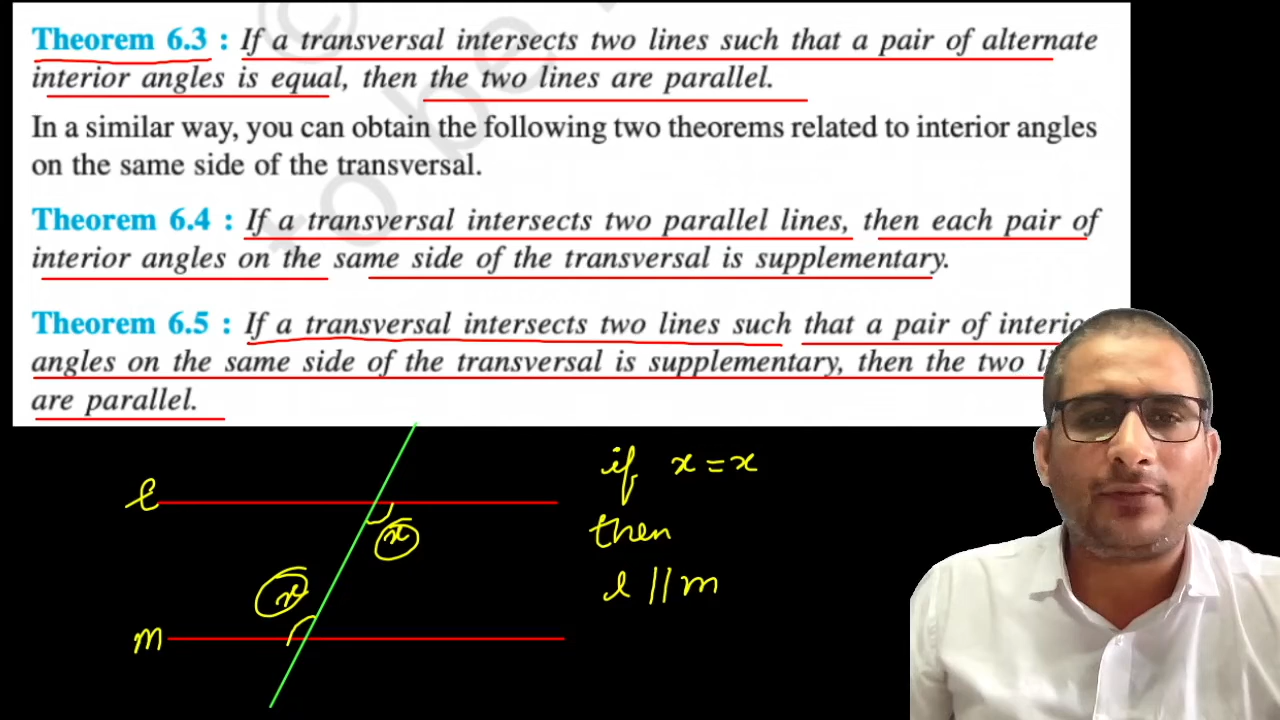 Theorem 6.3 : If a transversal intersects two lines such that a pair of alternate
interior angles is equal, then the two lines are parallel.
In a similar way, you can obtain the following two theorems related to interior angles
on the same side of the transversal.
Theorem 6.4 : If a transversal intersects two parallel lines, then each pair of
interior angles on the same side of the transversal is supplementary.
Theorem 6.5 : If a transversal intersects two lines such that a pair of interio
angles on the same side of the transversal is supplementary, then the two l
are parallel.
l
x
x
m
if x = x
then
l || m
© to be